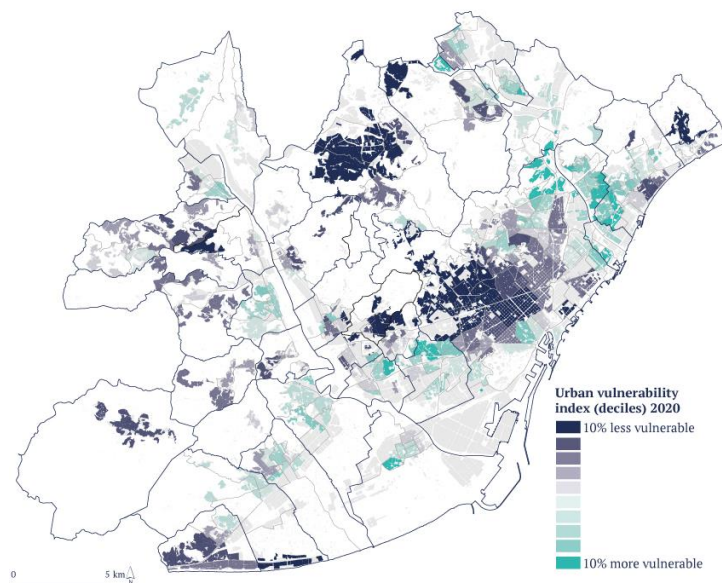 Urban vulnerability
index (deciles) 2020
10% less vulnerable
10% more vulnerable
0 5 km
N